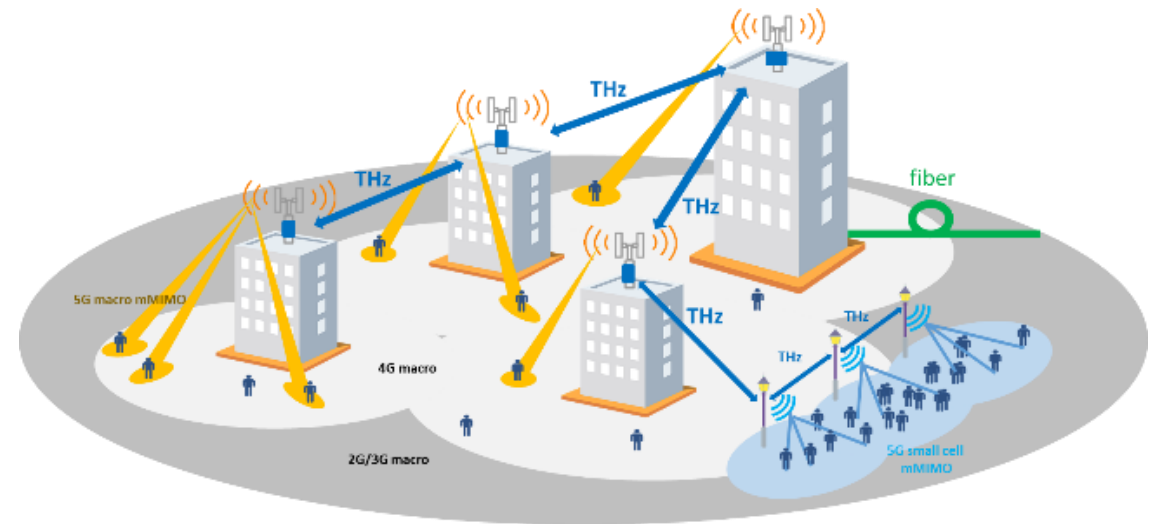 THz
fiber
THz
THz
5G macro mMIMO
THz
THz
THz
4G macro
2G/3G macro
5G small cell
mMIMO